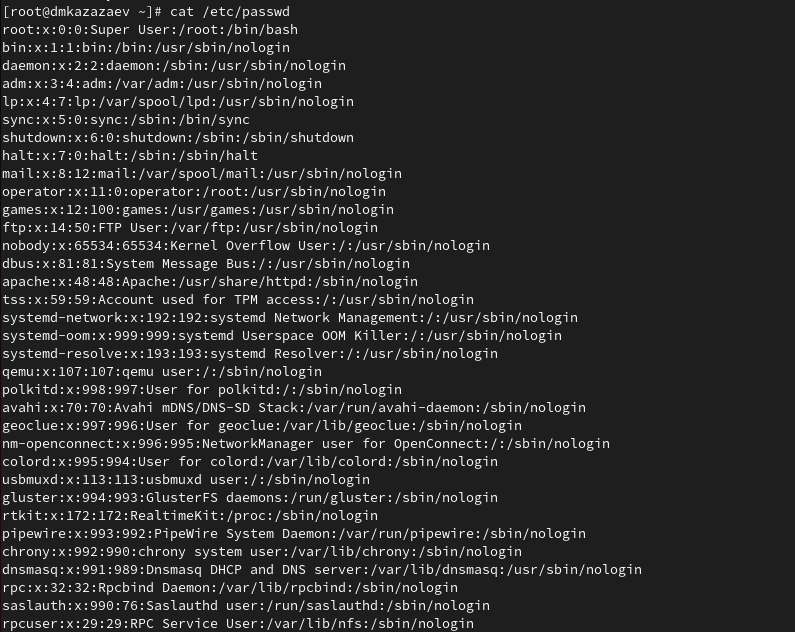 [root@dmkazazaev ~]# cat /etc/passwd
root:x:0:0:Super User:/root:/bin/bash
bin:x:1:1:bin:/bin:/usr/sbin/nologin
daemon:x:2:2:daemon:/sbin:/usr/sbin/nologin
adm:x:3:4:adm:/var/adm:/usr/sbin/nologin
lp:x:4:7:lp:/var/spool/lpd:/usr/sbin/nologin
sync:x:5:0:sync:/sbin:/bin/sync
shutdown:x:6:0:shutdown:/sbin:/sbin/shutdown
halt:x:7:0:halt:/sbin:/sbin/halt
mail:x:8:12:mail:/var/spool/mail:/usr/sbin/nologin
operator:x:11:0:operator:/root:/usr/sbin/nologin
games:x:12:100:games:/usr/games:/usr/sbin/nologin
ftp:x:14:50:FTP User:/var/ftp:/usr/sbin/nologin
nobody:x:65534:65534:Kernel Overflow User:/:/usr/sbin/nologin
dbus:x:81:81:System Message Bus:/:/usr/sbin/nologin
apache:x:48:48:Apache:/usr/share/httpd:/sbin/nologin
tss:x:59:59:Account used for TPM access:/:/usr/sbin/nologin
systemd-network:x:192:192:systemd Network Management:/:/usr/sbin/nologin
systemd-oom:x:999:999:systemd Userspace OOM Killer:/:/usr/sbin/nologin
systemd-resolve:x:193:193:systemd Resolver:/:/usr/sbin/nologin
qemu:x:107:107:qemu user:/:/sbin/nologin
polkitd:x:998:997:User for polkitd:/:/sbin/nologin
avahi:x:70:70:Avahi mDNS/DNS-SD Stack:/var/run/avahi-daemon:/sbin/nologin
geoclue:x:997:996:User for geoclue:/var/lib/geoclue:/sbin/nologin
nm-openconnect:x:996:995:NetworkManager user for OpenConnect:/:/sbin/nologin
colord:x:995:994:User for colord:/var/lib/colord:/sbin/nologin
usbmuxd:x:113:113:usbmuxd user:/:/sbin/nologin
gluster:x:994:993:GlusterFS daemons:/run/gluster:/sbin/nologin
rtkit:x:172:172:RealtimeKit:/proc:/sbin/nologin
pipewire:x:993:992:PipeWire System Daemon:/var/run/pipewire:/sbin/nologin
chrony:x:992:990:chrony system user:/var/lib/chrony:/sbin/nologin
dnsmasq:x:991:989:Dnsmasq DHCP and DNS server:/var/lib/dnsmasq:/usr/sbin/nologin
rpc:x:32:32:Rpcbind Daemon:/var/lib/rpcbind:/sbin/nologin
saslauth:x:990:76:Saslauthd user:/run/saslauthd:/sbin/nologin
rpcuser:x:29:29:RPC Service User:/var/lib/nfs:/sbin/nologin